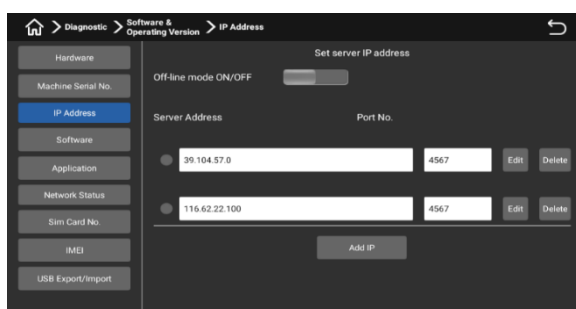 Diagnostic > Software & Operating Version > IP Address
Hardware
Machine Serial No.
IP Address
Software
Application
Network Status
Sim Card No.
IMEI
USB Export/Import
Set server IP address
Off-line mode ON/OFF
Server Address Port No.
39.104.57.0 4567 Edit Delete
116.62.22.100 4567 Edit Delete
Add IP